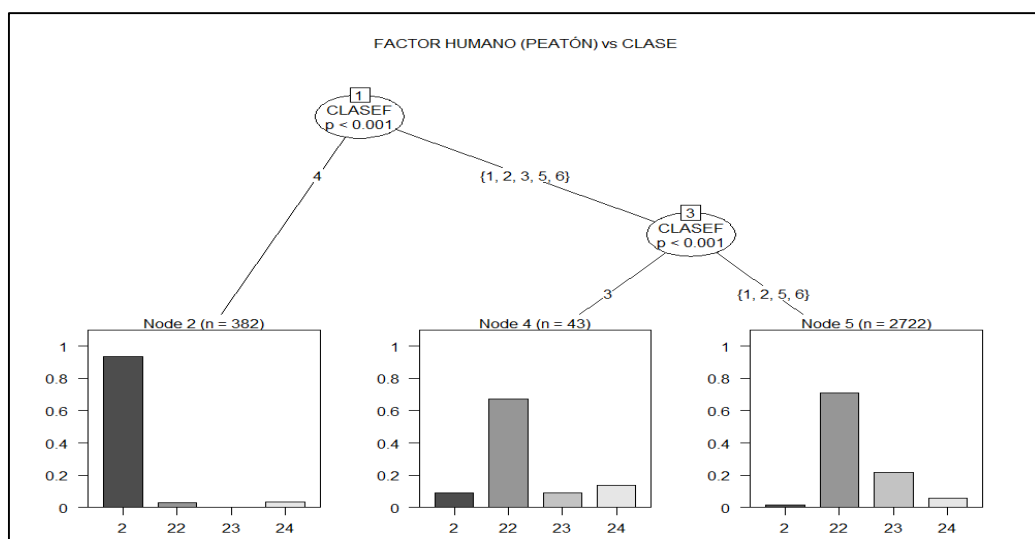 FACTOR HUMANO (PEATÓN) vs CLASE
1
CLASEF
p < 0.001
4
{1, 2, 3, 5, 6}
3
CLASEF
p < 0.001
3
{1, 2, 5, 6}
Node 2 (n = 382)
1
0.8
0.6
0.4
0.2
0
2 22 23 24
Node 4 (n = 43)
1
0.8
0.6
0.4
0.2
0
2 22 23 24
Node 5 (n = 2722)
1
0.8
0.6
0.4
0.2
0
2 22 23 24